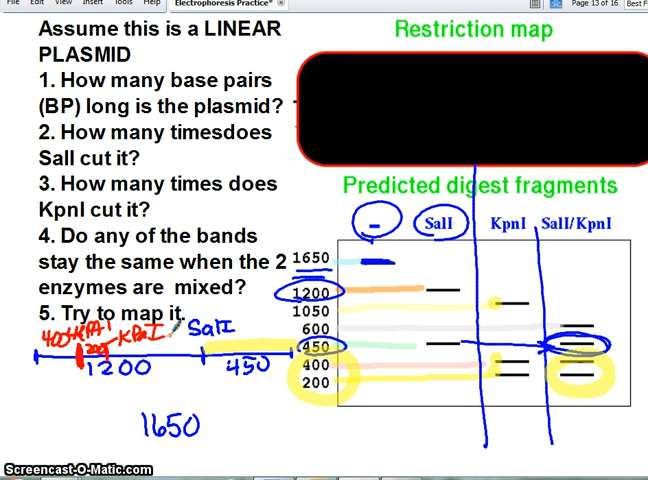 File
View
Insert
Tools
Help
Page 13 of 16
Best F
Electrophoresis Practice*
Assume this is a LINEAR
PLASMID
1. How many base pairs
(BP) long is the plasmid?
2. How many timesdoes
SalI cut it?
3. How many times does
KpnI cut it?
4. Do any of the bands
stay the same when the 2
enzymes are mixed?
5. Try to map it.
Restriction map
Predicted digest fragments
- SalI KpnI SalI/KpnI
1650
1200
1050
600
450
400
200
400 KPnI
200 KPnI
SalI
1200 450
1650
Screencast-O-Matic.com